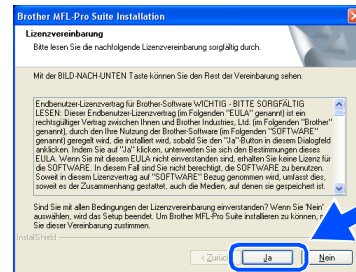 Brother MFL-Pro Suite Installation
Lizenzvereinbarung
Bitte lesen Sie die nachfolgende Lizenzvereinbarung sorgfältig durch.
Mit der BILD-NACH-UNTEN Taste können Sie den Rest der Vereinbarung sehen.
Endbenutzer-Lizenzvertrag für Brother-Software WICHTIG - BITTE SORGFÄLTIG
LESEN: Dieser Endbenutzer-Lizenzvertrag (im Folgenden "EULA" genannt) ist ein
rechtsgültiger Vertrag zwischen Ihnen und Brother Industries, Ltd. (im Folgenden "Brother"
genannt), durch den Ihre Nutzung der Brother-Software (im Folgenden "SOFTWARE"
genannt) geregelt wird, die installiert wird, sobald Sie den "Ja"-Button in diesem Dialogfeld
anklicken. Indem Sie auf "Ja" klicken, unterwerfen Sie sich den Bestimmungen dieses
EULA. Wenn Sie mit diesem EULA nicht einverstanden sind, erhalten Sie keine Lizenz für
die SOFTWARE. In diesem Fall sind Sie nicht berechtigt, die SOFTWARE zu benutzen.
Soweit in diesem Lizenzvertrag auf "SOFTWARE" Bezug genommen wird, umfasst dies,
soweit es der Zusammenhang gestattet, auch die Medien, auf denen sie gespeichert ist.
Sind Sie mit allen Bedingungen der Lizenzvereinbarung einverstanden? Wenn Sie 'Nein'
auswählen, wird das Setup beendet. Um Brother MFL-Pro Suite installieren zu können,
Sie dieser Vereinbarung zustimmen.
InstallShield
< Zurück Ja Nein